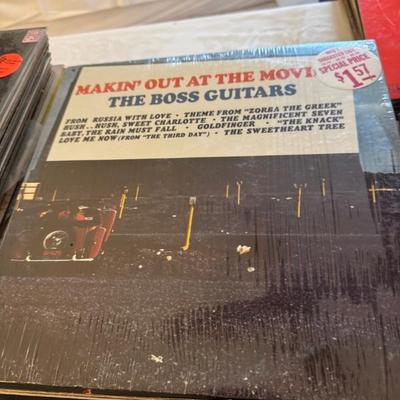 MAKIN' OUT AT THE MOVI
THE BOSS GUITARS
FROM RUSSIA WITH LOVE • THEME FROM "ZORBA THE GREEK"
HUSH . . HUSH, SWEET CHARLOTTE • THE MAGNIFICENT SEVEN
BABY, THE RAIN MUST FALL • GOLDFINGER • "THE KNACK"
LOVE ME NOW (FROM "THE THIRD DAY") • THE SWEETHEART TREE
SPECIAL PRICE
$1.57